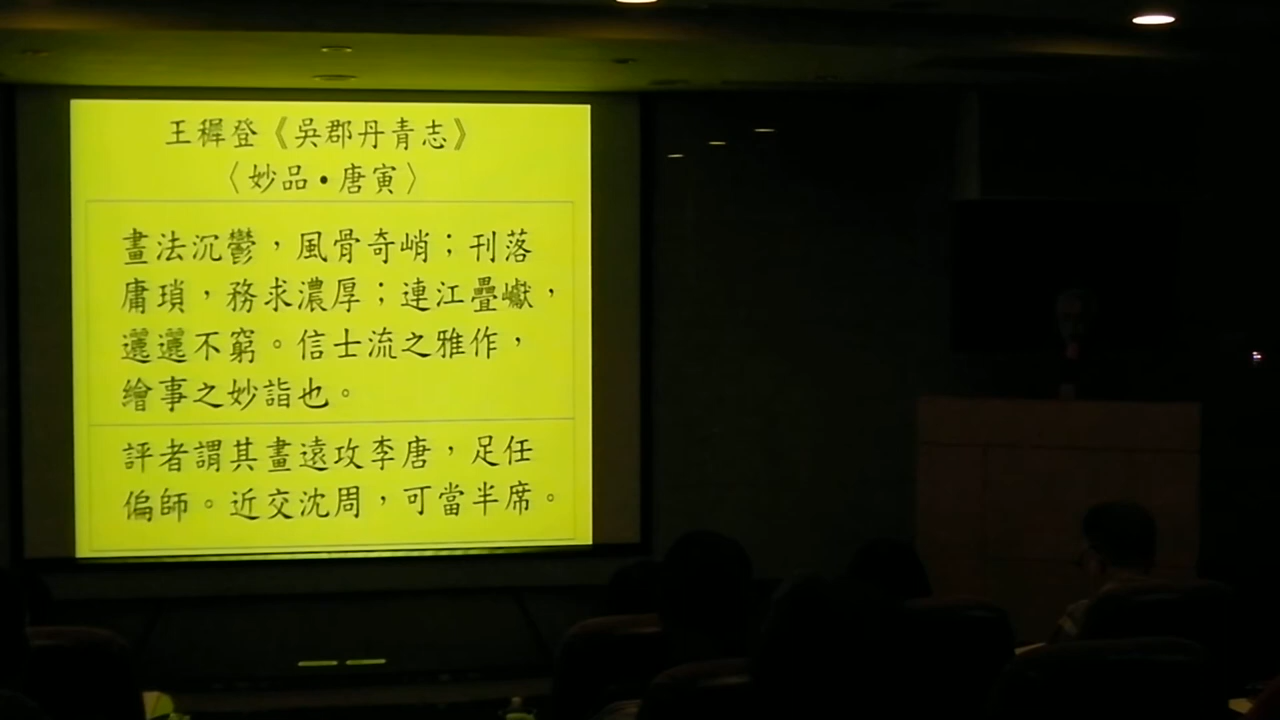 王穉登《吳郡丹青志》
〈妙品•唐寅〉
畫法沉鬱，風骨奇峭；刊落
庸瑣，務求濃厚；連江疊巘，
灑灑不窮。信士流之雅作，
繪事之妙詣也。
評者謂其畫遠攻李唐，足任
偏師。近交沈周，可當半席。